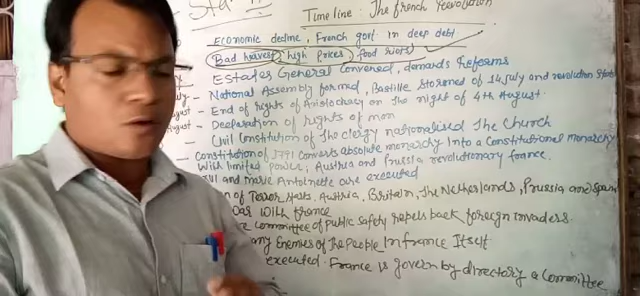 Timeline: The french Revolution
Economic decline, French govt in deep debt
Bad harvest, high Prices, food riots
Estates General Convened, demands Reforms
National Assembly formed, Bastille stormed of 14 July and revolution starts
August - End of rights of Aristocracy on the night of 4th August.
August - Declaration of rights of man
- Civil Constitution of the Clergy nationalised The Church
- Constitution of 1791 Converts absolute monarchy Into a Constitutional monarchy
With limited power, Austria and Prussia revolutionary france.
and Marie Antoinette are executed
of Terror starts. Austria, Britain, The Netherlands, Prussia and Spain
War With france
committee of public Safety repels back foreign invaders.
any Enemies of The People In france Itself
executed. France is govern by directory a Committee